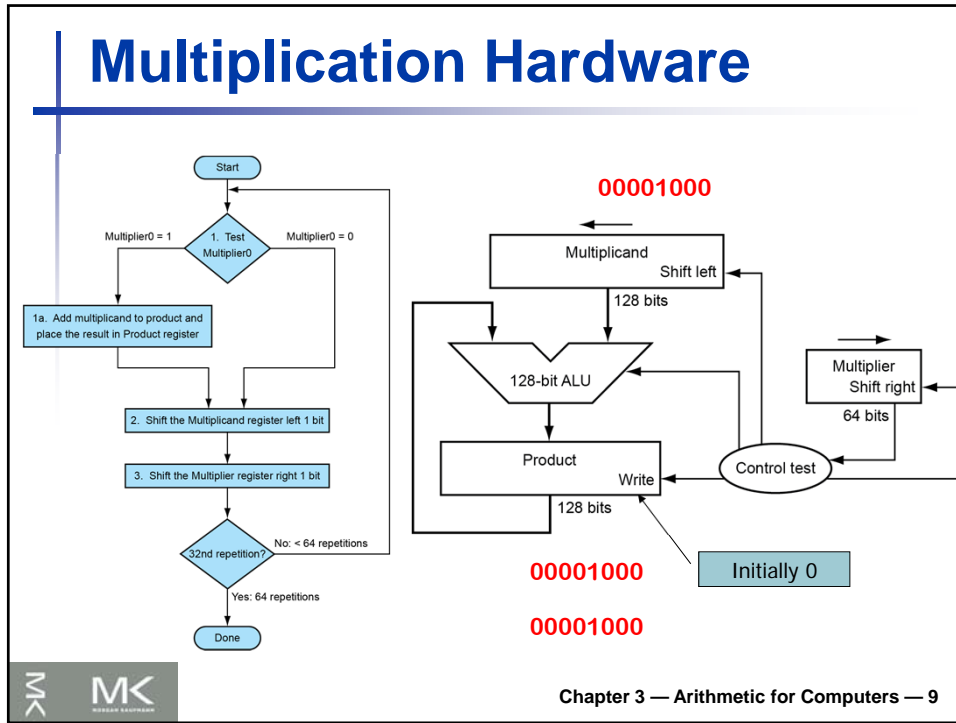 Multiplication Hardware
Start
Multiplier0 = 1
1. Test
Multiplier0
Multiplier0 = 0
1a. Add multiplicand to product and
place the result in Product register
2. Shift the Multiplicand register left 1 bit
3. Shift the Multiplier register right 1 bit
32nd repetition?
No: < 64 repetitions
Yes: 64 repetitions
Done
00001000
Multiplicand
Shift left
128 bits
128-bit ALU
Multiplier
Shift right
64 bits
Product
Write
Control test
128 bits
00001000
Initially 0
00001000
MK
MK
MORGAN KAUFMANN
Chapter 3 — Arithmetic for Computers — 9